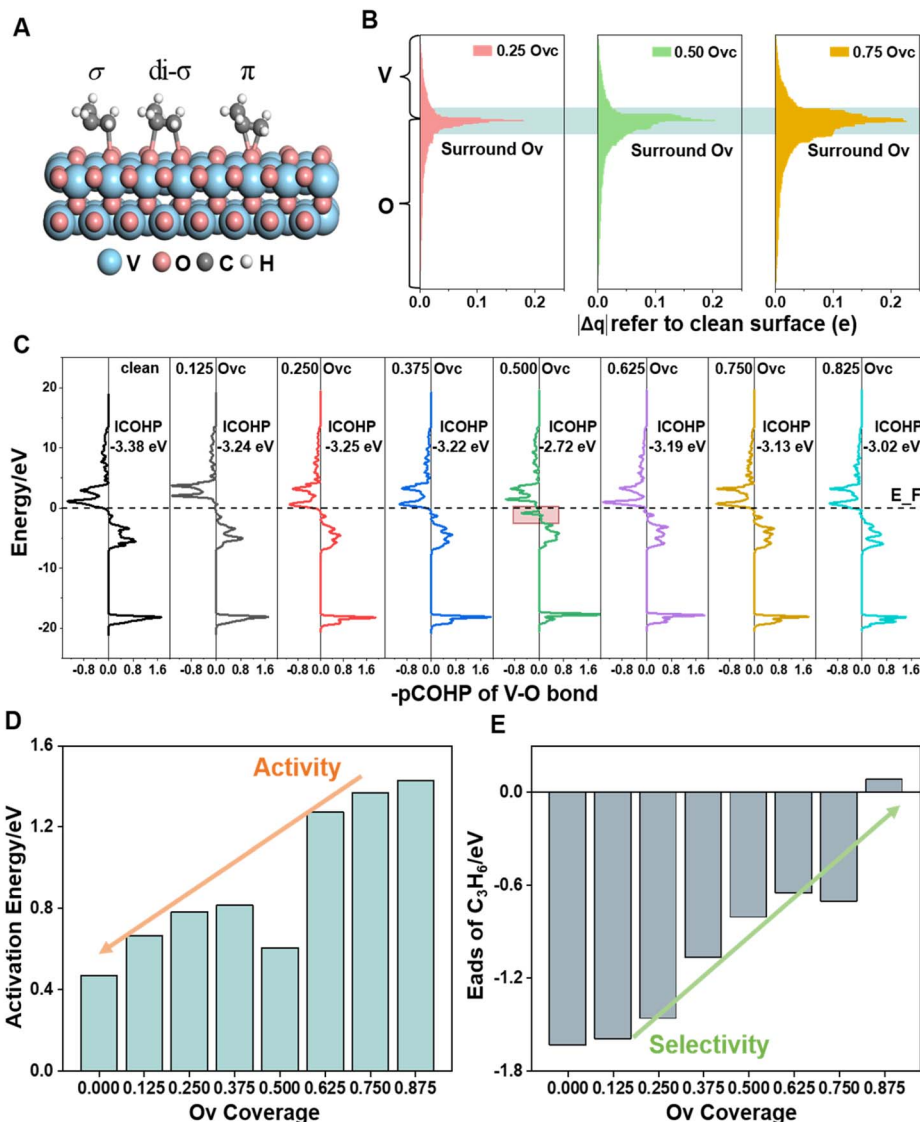 A
σ di-σ π
V O C H
B
0.25 Ovc 0.50 Ovc 0.75 Ovc
V
Surround Ov Surround Ov Surround Ov
O
0.0 0.1 0.2 0.0 0.1 0.2 0.0 0.1 0.2
|Δq| refer to clean surface (e)
C
clean 0.125 Ovc 0.250 Ovc 0.375 Ovc 0.500 Ovc 0.625 Ovc 0.750 Ovc 0.825 Ovc
20
ICOHP ICOHP ICOHP ICOHP ICOHP ICOHP ICOHP ICOHP
-3.38 eV -3.24 eV -3.25 eV -3.22 eV -2.72 eV -3.19 eV -3.13 eV -3.02 eV
10
E_F
0
-10
-20
Energy/eV
-0.8 0.0 0.8 1.6 -0.8 0.0 0.8 1.6 -0.8 0.0 0.8 1.6 -0.8 0.0 0.8 1.6 -0.8 0.0 0.8 1.6 -0.8 0.0 0.8 1.6 -0.8 0.0 0.8 1.6 -0.8 0.0 0.8 1.6
-pCOHP of V-O bond
D
1.6
Activity
1.2
0.8
0.4
0.0
Activation Energy/eV
0.000 0.125 0.250 0.375 0.500 0.625 0.750 0.875
Ov Coverage
E
0.0
-0.6
-1.2
Selectivity
-1.8
Eads of C₃H₆/eV
0.000 0.125 0.250 0.375 0.500 0.625 0.750 0.875
Ov Coverage